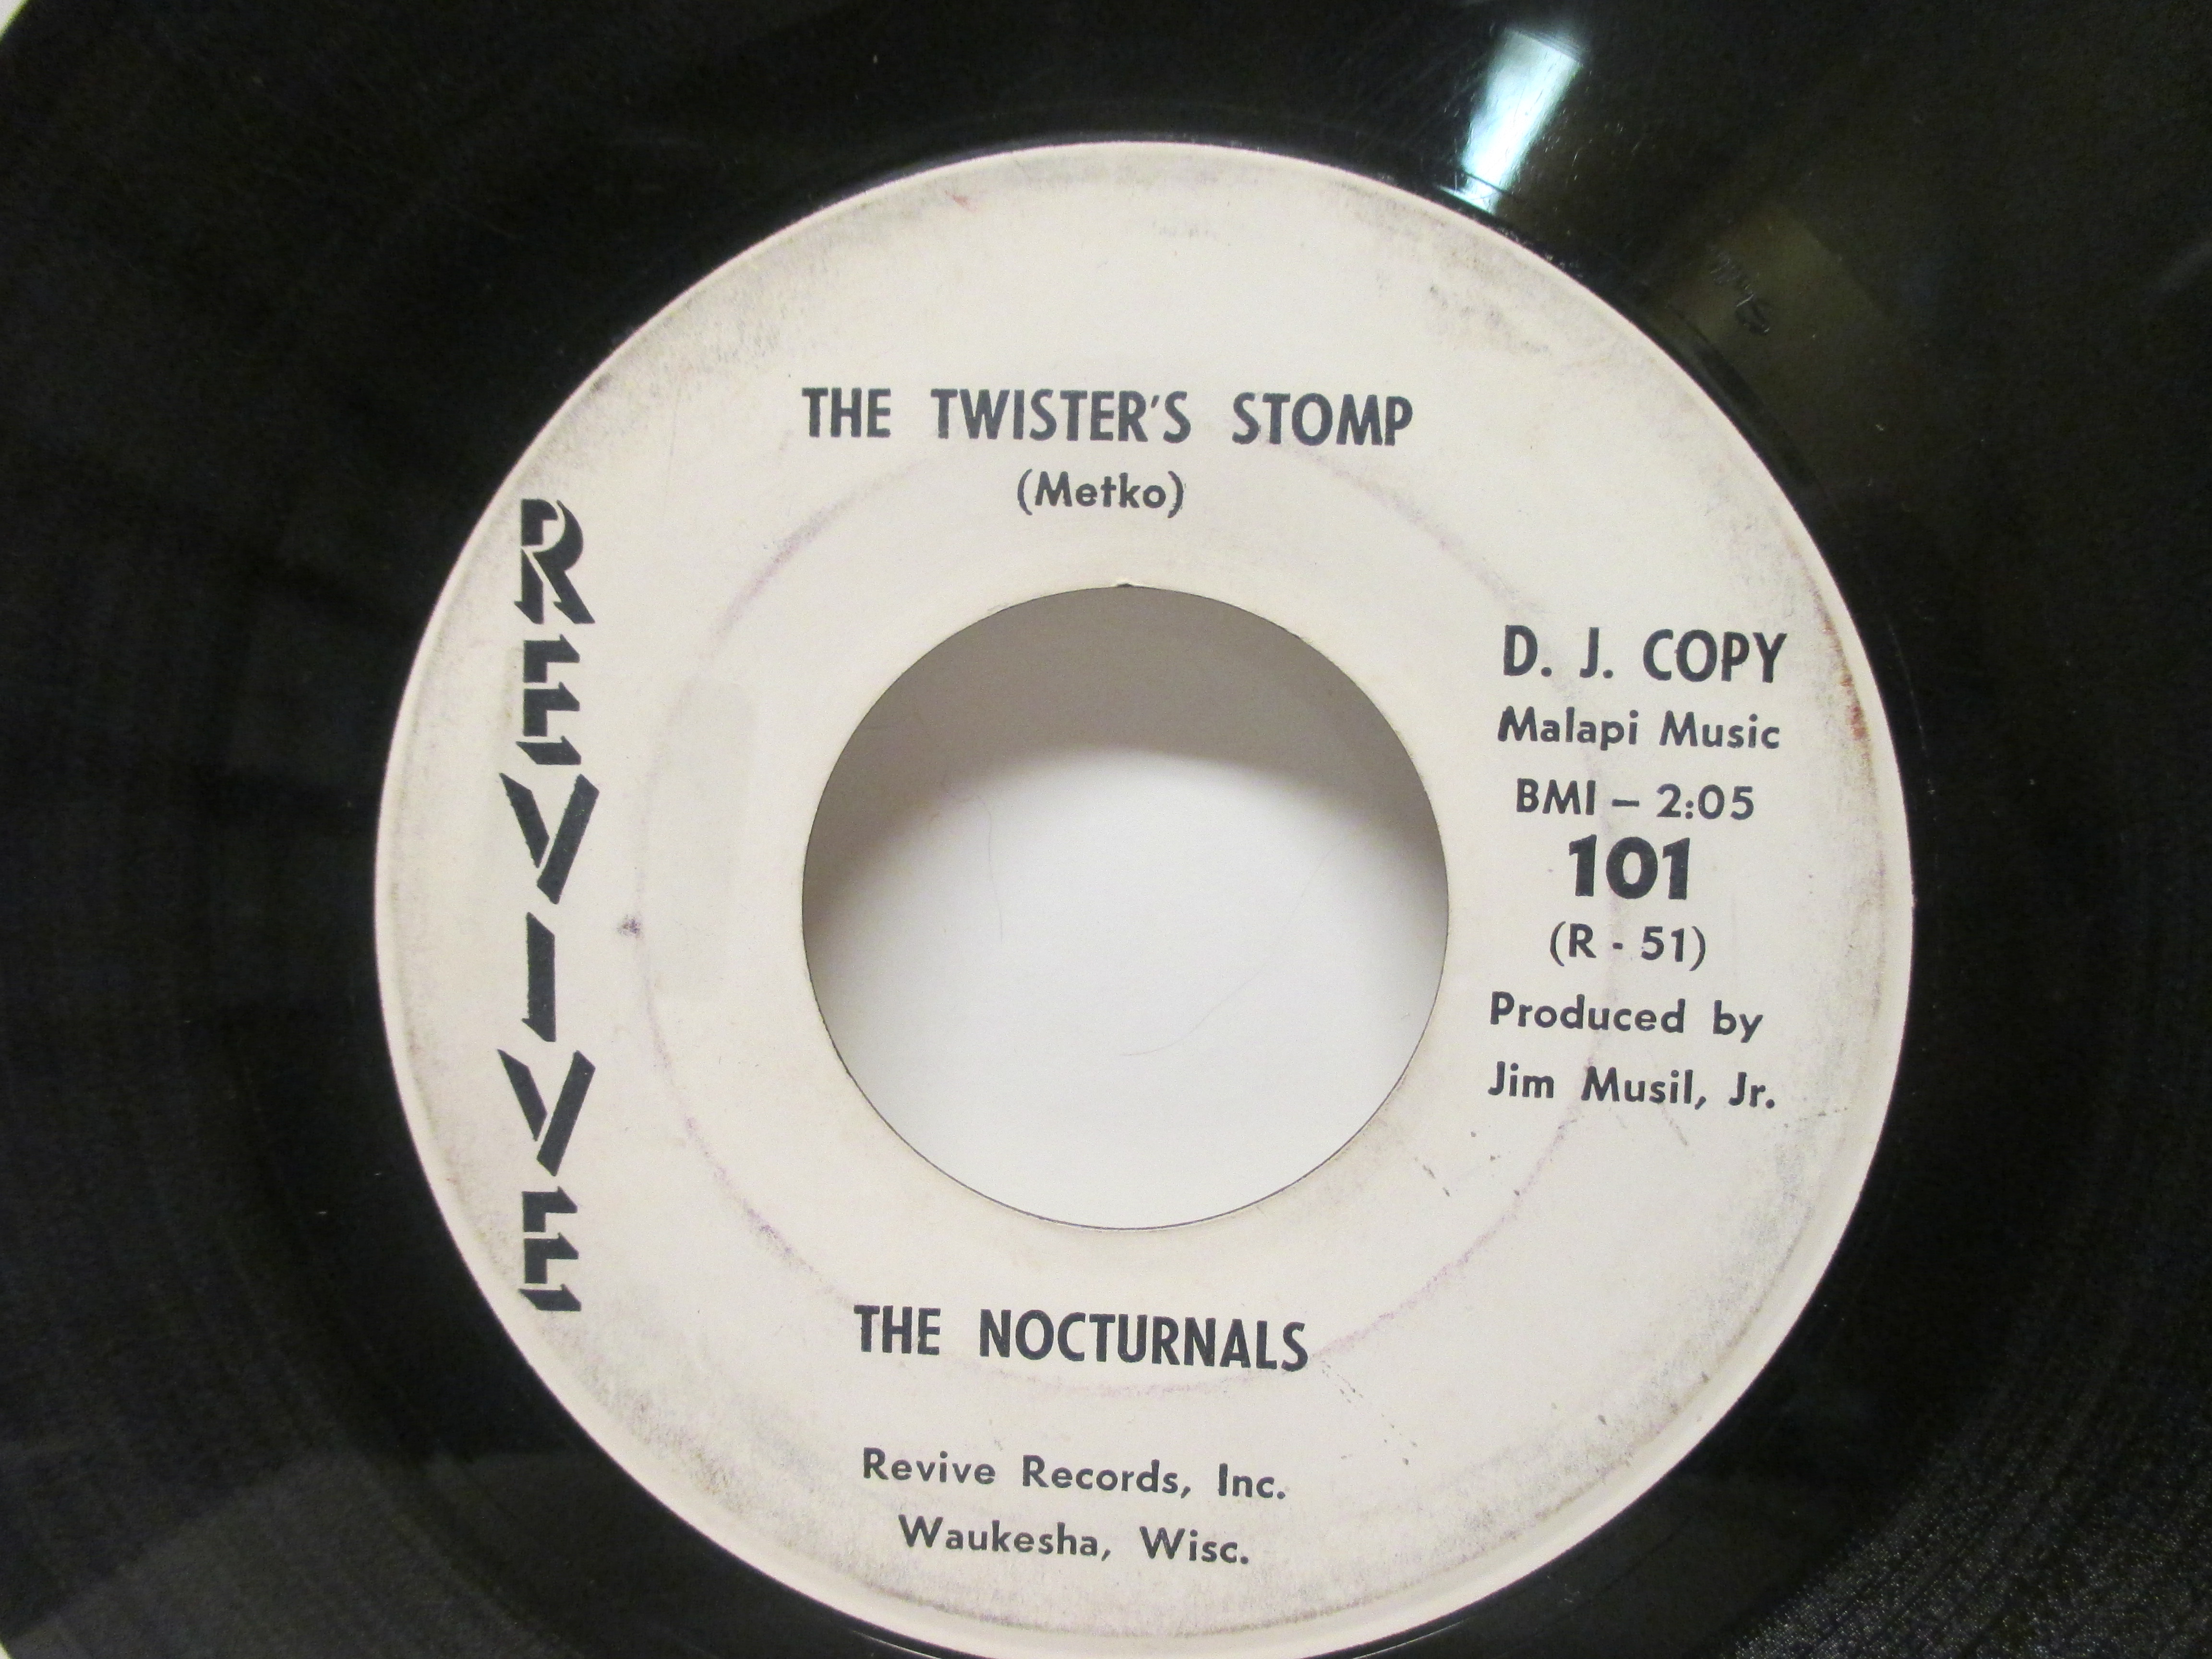 THE TWISTER'S STOMP
(Metko)
REVIVE
D. J. COPY
Malapi Music
BMI – 2:05
101
(R - 51)
Produced by
Jim Musil, Jr.
THE NOCTURNALS
Revive Records, Inc.
Waukesha, Wisc.